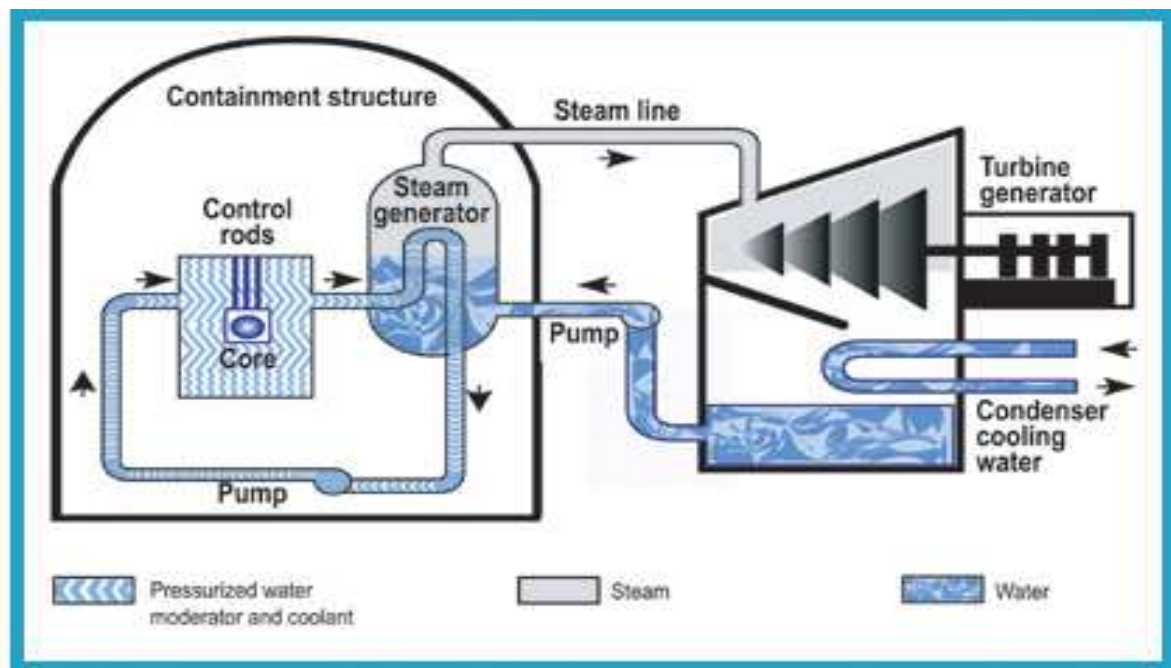 Containment structure
Steam line
Steam
generator
Turbine
generator
Control
rods
Core
Pump
Pump
Condenser
cooling
water
Pressurized water
moderator and coolant
Steam
Water